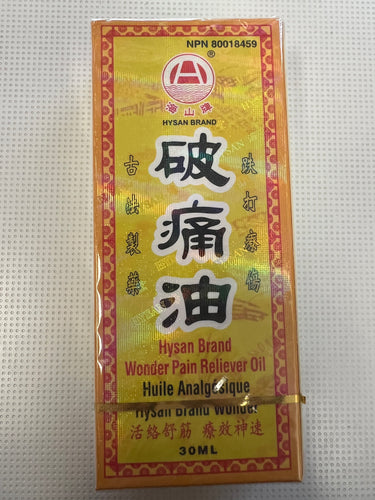 NPN 80018459
®
海山牌
HYSAN BRAND
古法製藥
跌打療傷
破痛油
Hysan Brand
Wonder Pain Reliever Oil
Huile Analgésique
Hysan Brand Wonder
活絡舒筋 療效神速
30ML